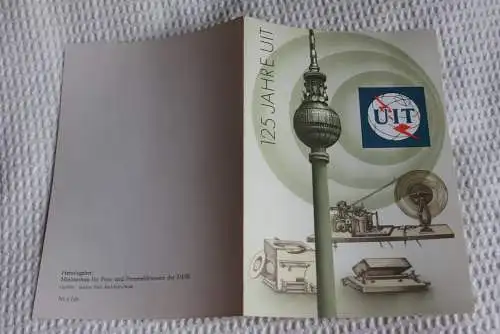 Herausgeber:
Ministerium für Post- und Fernmeldewesen der DDR
125 JAHRE UIT
UIT